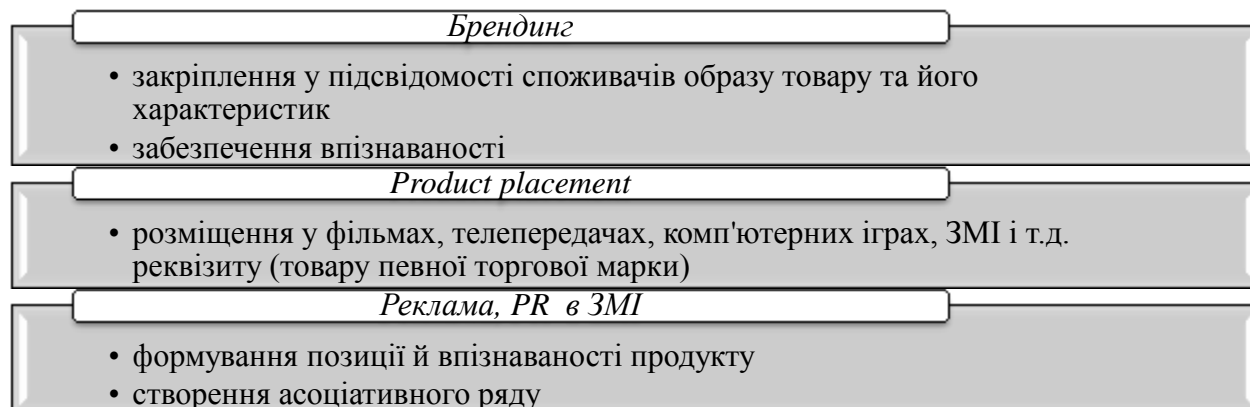 Брендинг
• закріплення у підсвідомості споживачів образу товару та його
характеристик
• забезпечення впізнаваності
Product placement
• розміщення у фільмах, телепередачах, комп'ютерних іграх, ЗМІ і т.д.
реквізиту (товару певної торгової марки)
Реклама, PR в ЗМІ
• формування позиції й впізнаваності продукту
• створення асоціативного ряду